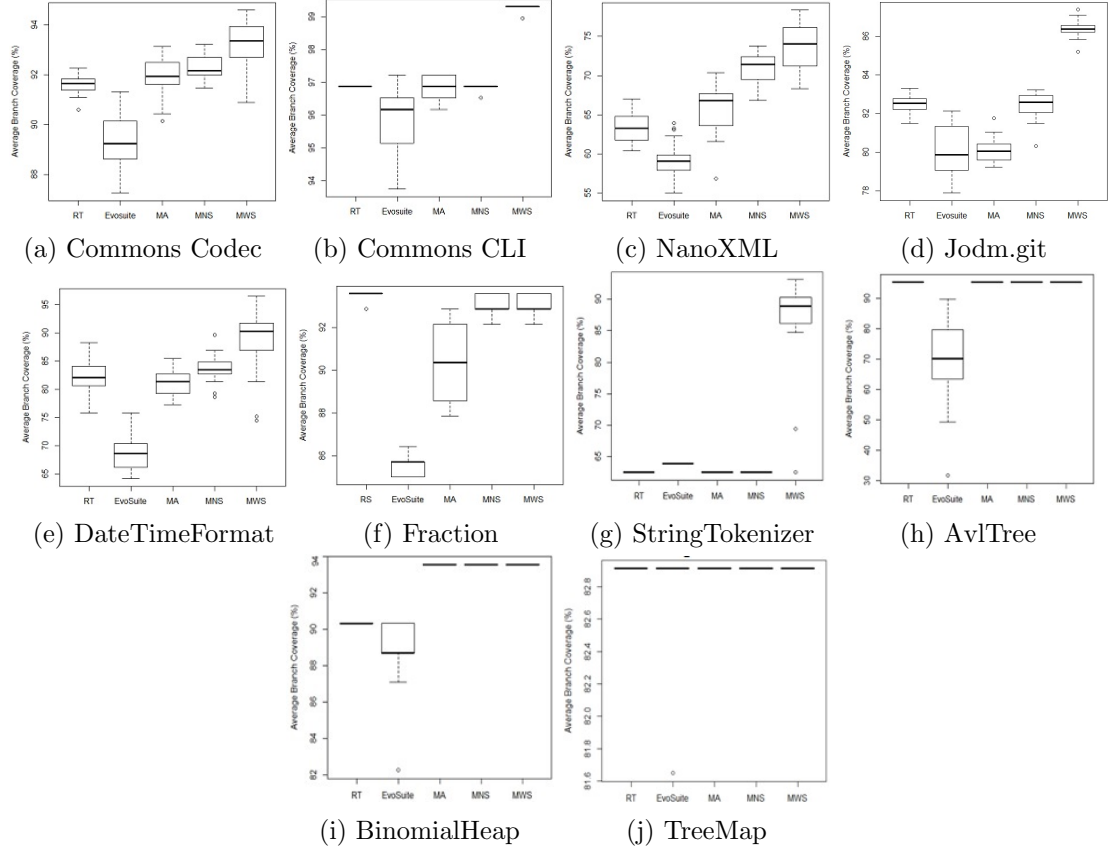 Average Branch Coverage (%)
94
92
90
88
RT Evosuite MA MNS MWS
(a) Commons Codec
Average Branch Coverage (%)
99
98
97
96
95
94
RT Evosuite MA MNS MWS
(b) Commons CLI
Average Branch Coverage (%)
75
70
65
60
55
RT Evosuite MA MNS MWS
(c) NanoXML
Average Branch Coverage (%)
86
82
80
78
RT Evosuite MA MNS MWS
(d) Jodm.git
Average Branch Coverage (%)
95
90
85
80
75
70
65
RT EvoSuite MA MNS MWS
(e) DateTimeFormat
Average Branch Coverage (%)
92
90
88
86
RS EvoSuite MA MNS MWS
(f) Fraction
Average Branch Coverage (%)
90
85
80
75
70
65
RT EvoSuite MA MNS MWS
(g) StringTokenizer
Average Branch Coverage (%)
90
80
70
60
50
40
30
RT EvoSuite MA MNS MWS
(h) AvlTree
Average Branch Coverage (%)
94
92
90
88
86
84
82
RT EvoSuite MA MNS MWS
(i) BinomialHeap
Average Branch Coverage (%)
82.8
82.6
82.4
82.2
82.0
81.8
81.6
RT EvoSuite MA MNS MWS
(j) TreeMap